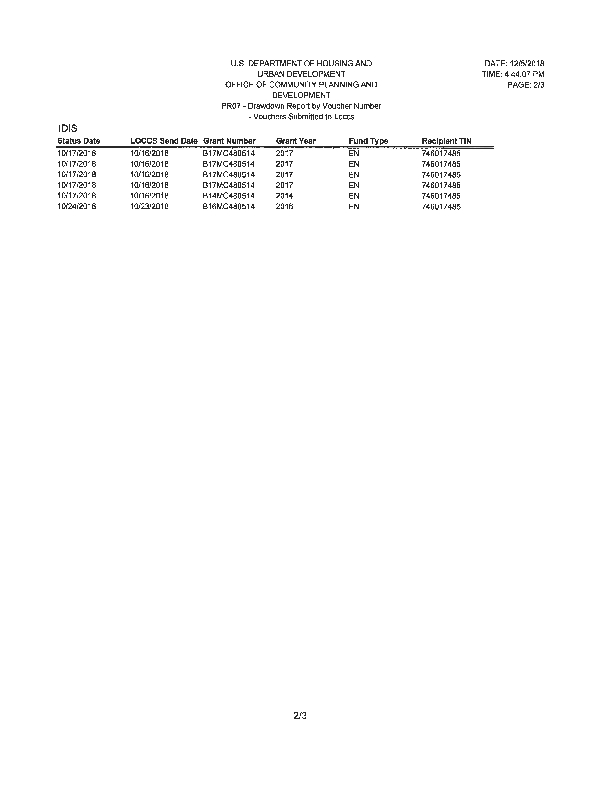 U.S. DEPARTMENT OF HOUSING AND
URBAN DEVELOPMENT
OFFICE OF COMMUNITY PLANNING AND
DEVELOPMENT
PR07 - Drawdown Report by Voucher Number
- Vouchers Submitted to Loccs
DATE: 12/5/2018
TIME: 4:44:07 PM
PAGE: 2/3
IDIS
Status Date LOCCS Send Date Grant Number Grant Year Fund Type Recipient TIN
10/17/2018 10/16/2018 B17MC480514 2017 EN 746017485
10/17/2018 10/16/2018 B17MC480514 2017 EN 746017485
10/17/2018 10/16/2018 B17MC480514 2017 EN 746017485
10/17/2018 10/16/2018 B17MC480514 2017 EN 746017485
10/17/2018 10/16/2018 B14MC480514 2014 EN 746017485
10/24/2018 10/23/2018 B16MC480514 2016 EN 746017485
2/3